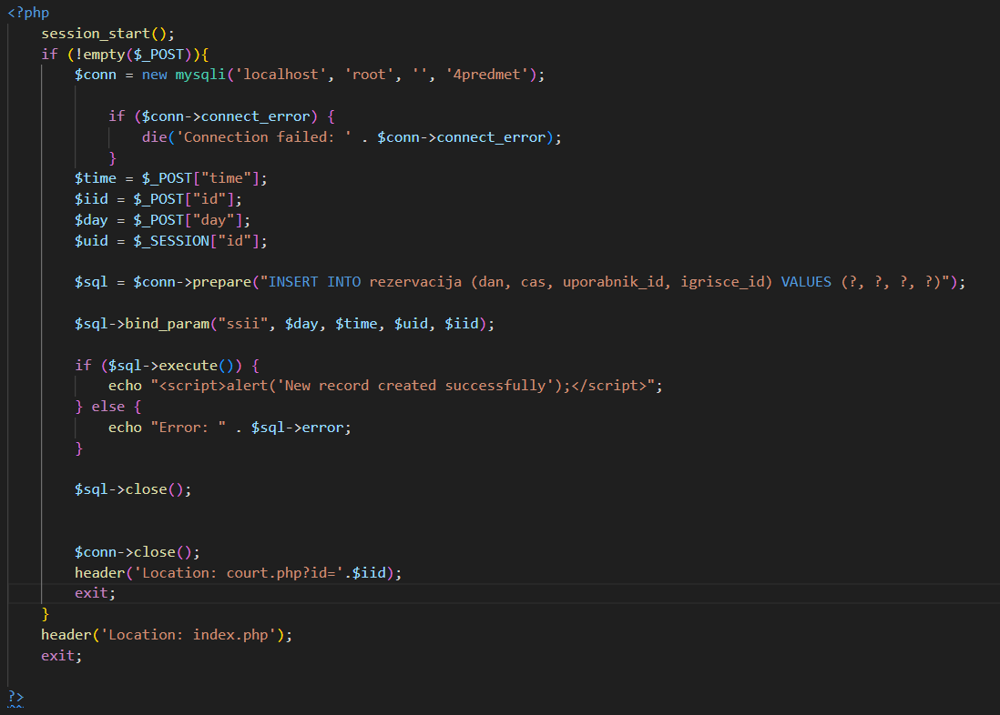 <?php
session_start();
if (!empty($_POST)){
$conn = new mysqli('localhost', 'root', '', '4predmet');
if ($conn->connect_error) {
die('Connection failed: ' . $conn->connect_error);
}
$time = $_POST["time"];
$iid = $_POST["id"];
$day = $_POST["day"];
$uid = $_SESSION["id"];
$sql = $conn->prepare("INSERT INTO rezervacija (dan, cas, uporabnik_id, igrisce_id) VALUES (?, ?, ?, ?)");
$sql->bind_param("ssii", $day, $time, $uid, $iid);
if ($sql->execute()) {
echo "<script>alert('New record created successfully');</script>";
} else {
echo "Error: " . $sql->error;
}
$sql->close();
$conn->close();
header('Location: court.php?id='.$iid);
exit;
}
header('Location: index.php');
exit;
?>